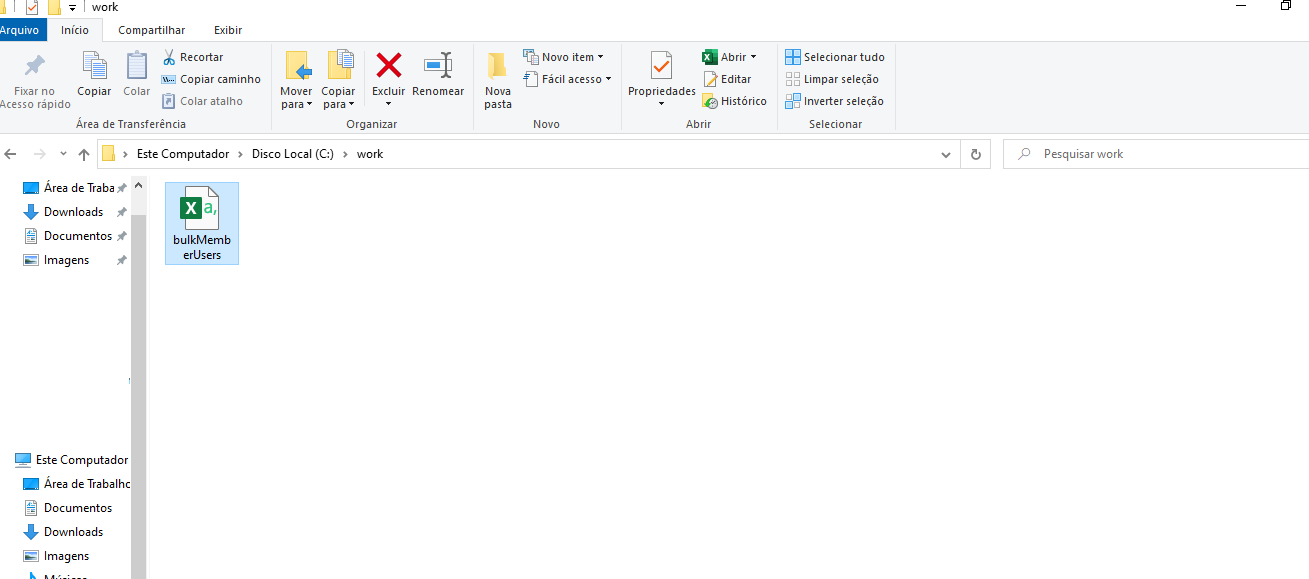 work
Arquivo Início Compartilhar Exibir
Fixar no
Acesso rápido
Copiar
Colar
Recortar
Copiar caminho
Colar atalho
Área de Transferência
Mover
para
Copiar
para
Excluir
Renomear
Organizar
Nova
pasta
Novo item
Fácil acesso
Novo
Propriedades
Abrir
Editar
Histórico
Abrir
Selecionar tudo
Limpar seleção
Inverter seleção
Selecionar
Este Computador Disco Local (C:) work
Pesquisar work
Área de Traba
Downloads
Documentos
Imagens
Este Computador
Área de Trabalho
Documentos
Downloads
Imagens
Músicas
bulkMemb
erUsers